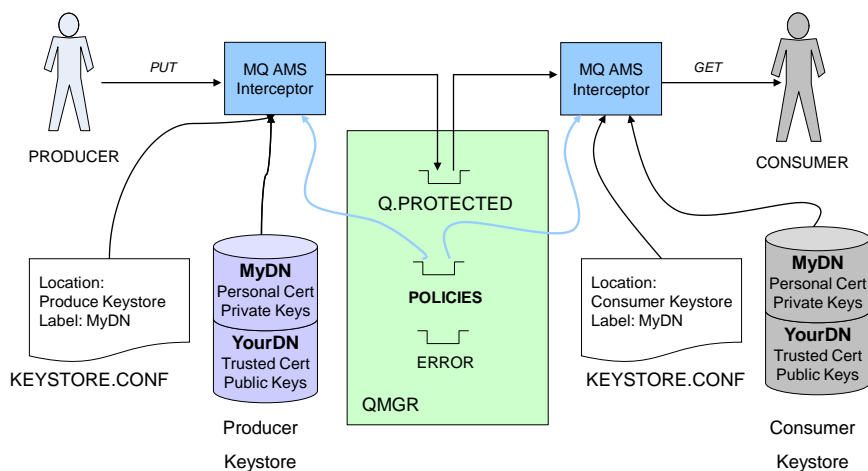 PUT
MQ AMS
Interceptor
PRODUCER
MQ AMS
Interceptor
GET
CONSUMER
Q.PROTECTED
POLICIES
ERROR
QMGR
Location:
Produce Keystore
Label: MyDN
KEYSTORE.CONF
MyDN
Personal Cert
Private Keys
YourDN
Trusted Cert
Public Keys
Producer
Keystore
Location:
Consumer Keystore
Label: MyDN
KEYSTORE.CONF
MyDN
Personal Cert
Private Keys
YourDN
Trusted Cert
Public Keys
Consumer
Keystore